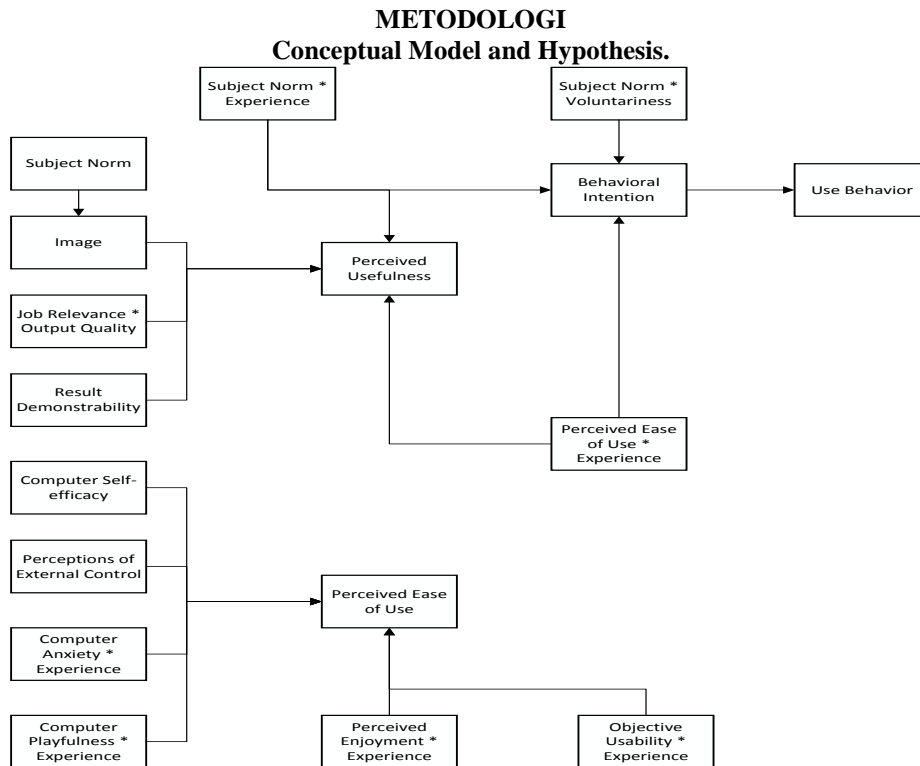 METODOLOGI
Conceptual Model and Hypothesis.
Subject Norm *
Experience
Subject Norm *
Voluntariness
Subject Norm
Behavioral
Intention
Use Behavior
Image
Perceived
Usefulness
Job Relevance *
Output Quality
Result
Demonstrability
Perceived Ease
of Use *
Experience
Computer Self-
efficacy
Perceptions of
External Control
Perceived Ease
of Use
Computer
Anxiety *
Experience
Computer
Playfulness *
Experience
Perceived
Enjoyment *
Experience
Objective
Usability *
Experience